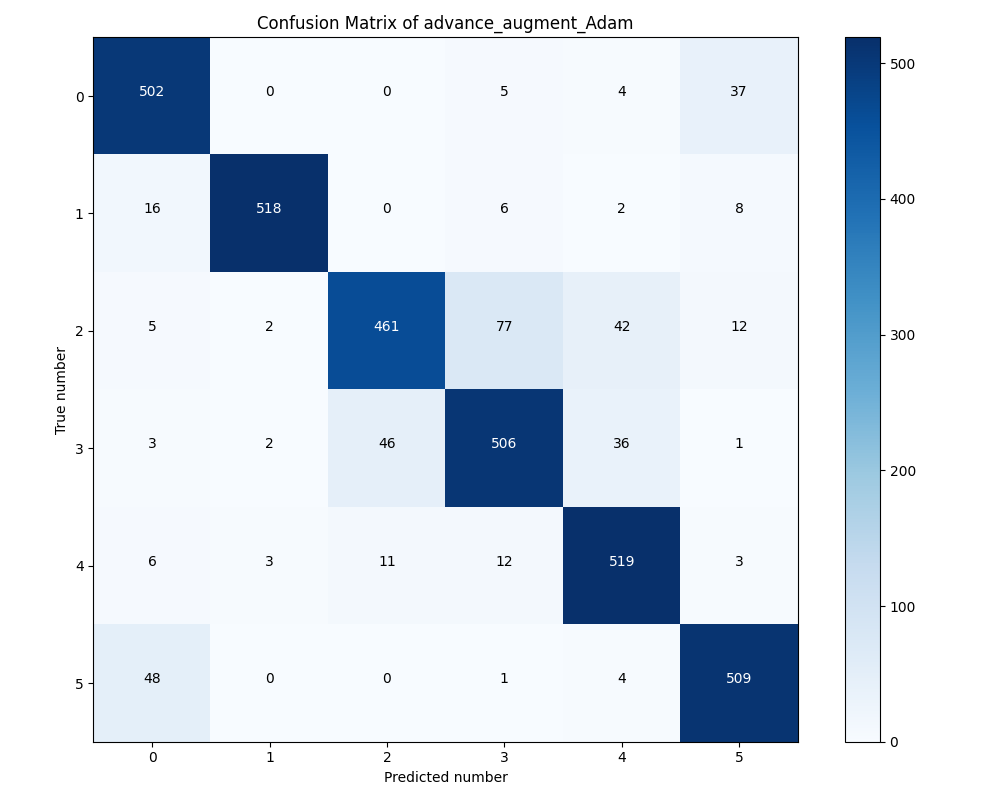 Confusion Matrix of advance_augment_Adam
0 502 0 0 5 4 37
1 16 518 0 6 2 8
2 5 2 461 77 42 12
3 3 2 46 506 36 1
4 6 3 11 12 519 3
5 48 0 0 1 4 509
0 1 2 3 4 5
Predicted number
True number
500
400
300
200
100
0